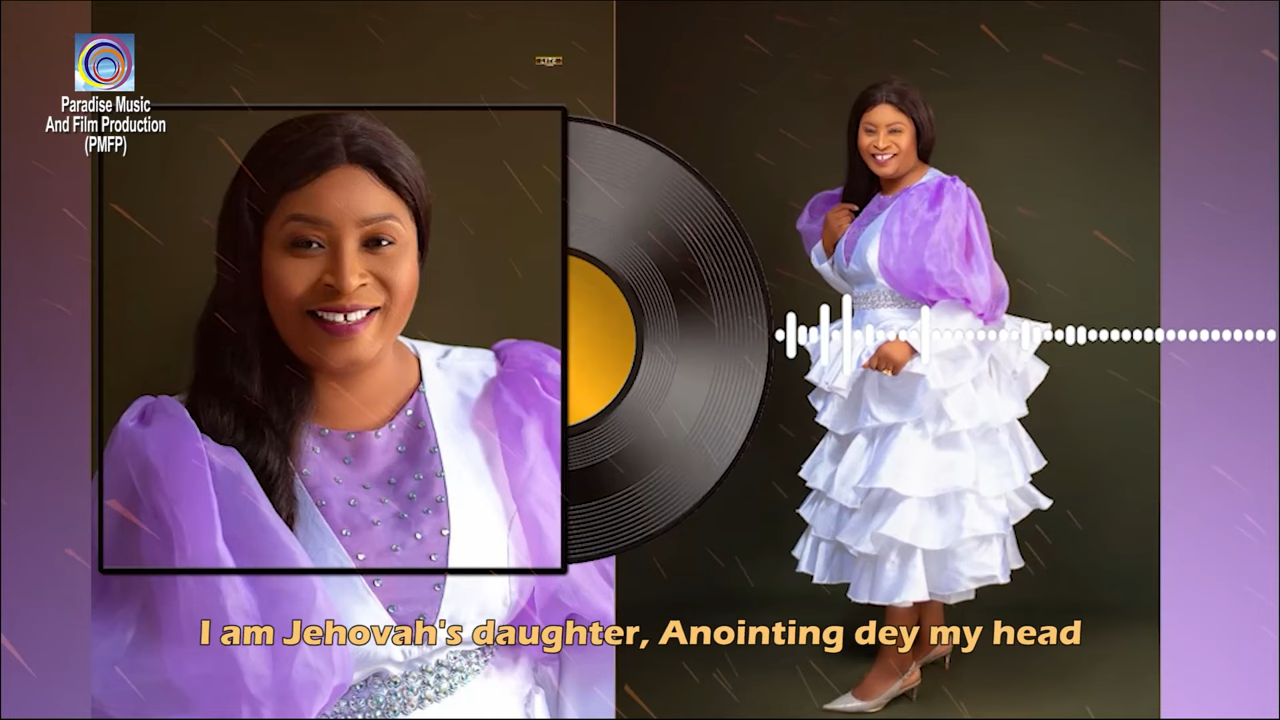 Paradise Music
And Film Production
(PMFP)
I am Jehovah's daughter, Anointing dey my head